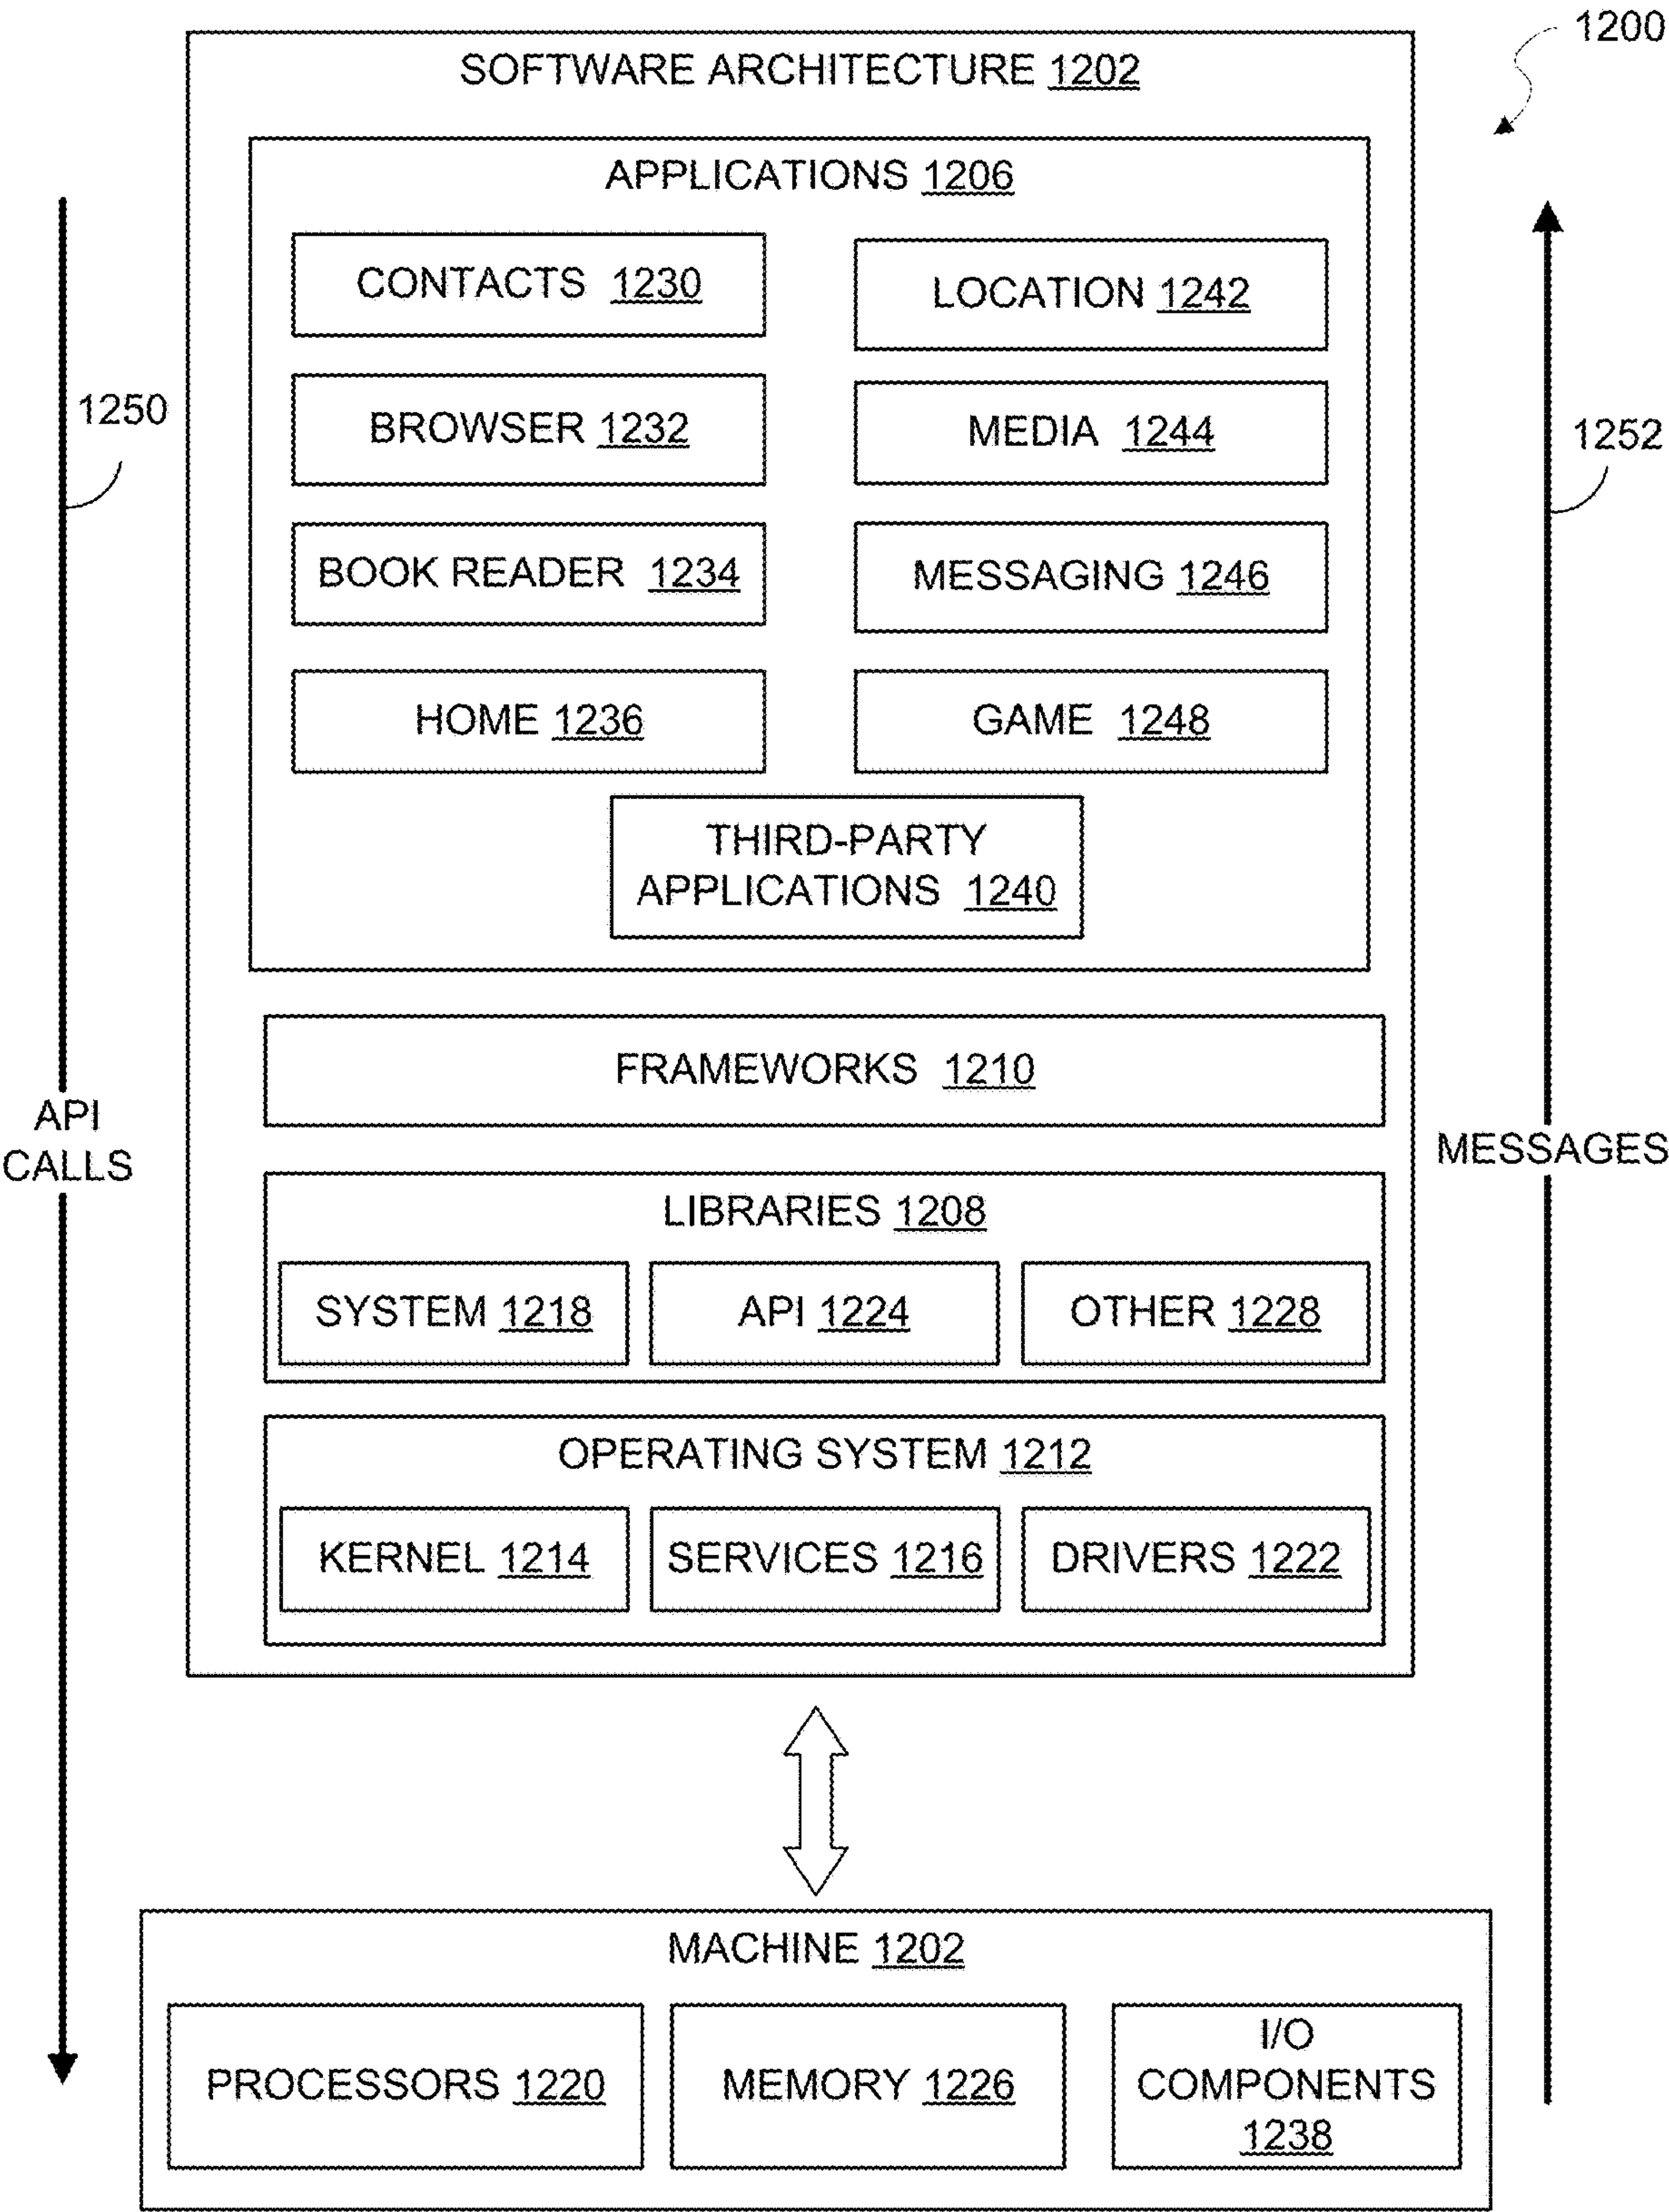 1200
SOFTWARE ARCHITECTURE 1202
APPLICATIONS 1206
CONTACTS 1230
LOCATION 1242
BROWSER 1232
MEDIA 1244
1250
1252
BOOK READER 1234
MESSAGING 1246
HOME 1236
GAME 1248
THIRD-PARTY
APPLICATIONS 1240
FRAMEWORKS 1210
API
CALLS
MESSAGES
LIBRARIES 1208
SYSTEM 1218
API 1224
OTHER 1228
OPERATING SYSTEM 1212
KERNEL 1214
SERVICES 1216
DRIVERS 1222
MACHINE 1202
PROCESSORS 1220
MEMORY 1226
I/O
COMPONENTS
1238